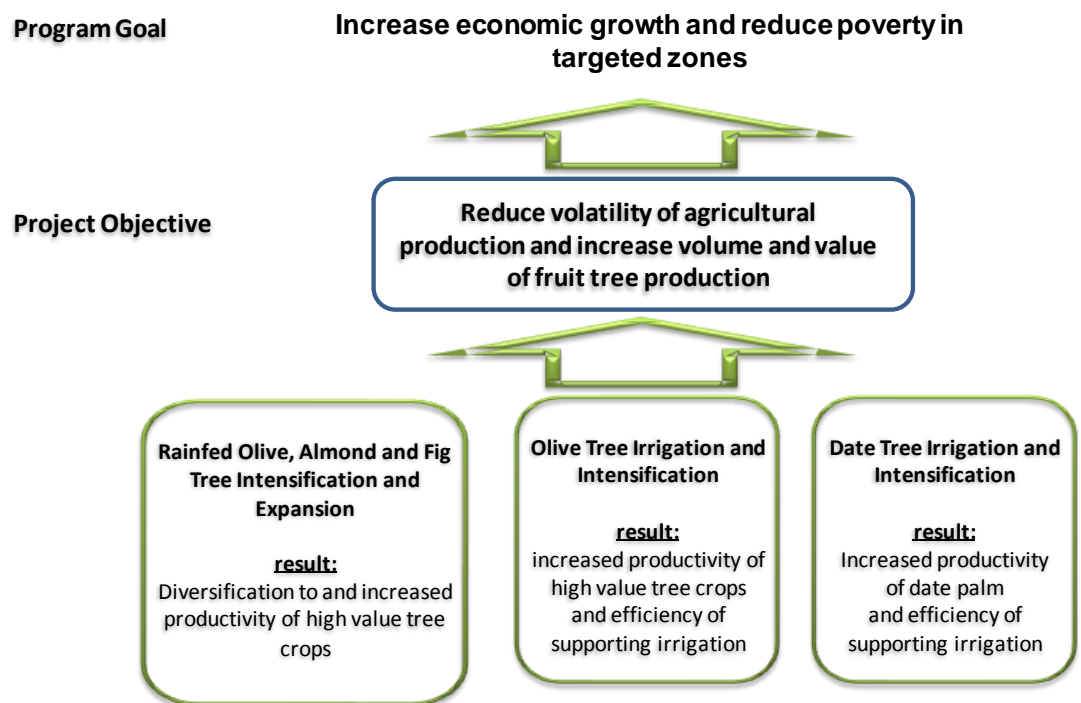 Program Goal
Increase economic growth and reduce poverty in
targeted zones
Project Objective
Reduce volatility of agricultural
production and increase volume and value
of fruit tree production
Rainfed Olive, Almond and Fig
Tree Intensification and
Expansion
result:
Diversification to and increased
productivity of high value tree
crops
Olive Tree Irrigation and
Intensification
result:
increased productivity of
high value tree crops
and efficiency of
supporting irrigation
Date Tree Irrigation and
Intensification
result:
Increased productivity
of date palm
and efficiency of
supporting irrigation